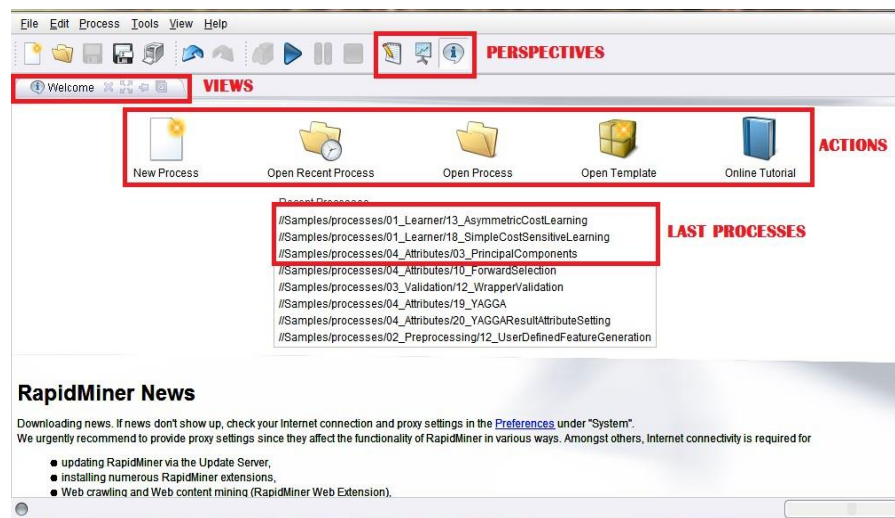 File Edit Process Tools View Help
PERSPECTIVES
Welcome
VIEWS
New Process Open Recent Process Open Process Open Template Online Tutorial
ACTIONS
Recent Processes
//Samples/processes/01_Learner/13_AsymmetricCostLearning
//Samples/processes/01_Learner/18_SimpleCostSensitiveLearning
LAST PROCESSES
//Samples/processes/04_Attributes/03_PrincipalComponents
//Samples/processes/04_Attributes/10_ForwardSelection
//Samples/processes/03_Validation/12_WrapperValidation
//Samples/processes/04_Attributes/19_YAGGA
//Samples/processes/04_Attributes/20_YAGGAResultAttributeSetting
//Samples/processes/02_Preprocessing/12_UserDefinedFeatureGeneration
RapidMiner News
Downloading news. If news don't show up, check your Internet connection and proxy settings in the Preferences under "System".
We urgently recommend to provide proxy settings since they affect the functionality of RapidMiner in various ways. Amongst others, Internet connectivity is required for
updating RapidMiner via the Update Server,
installing numerous RapidMiner extensions,
Web crawling and Web content mining (RapidMiner Web Extension),